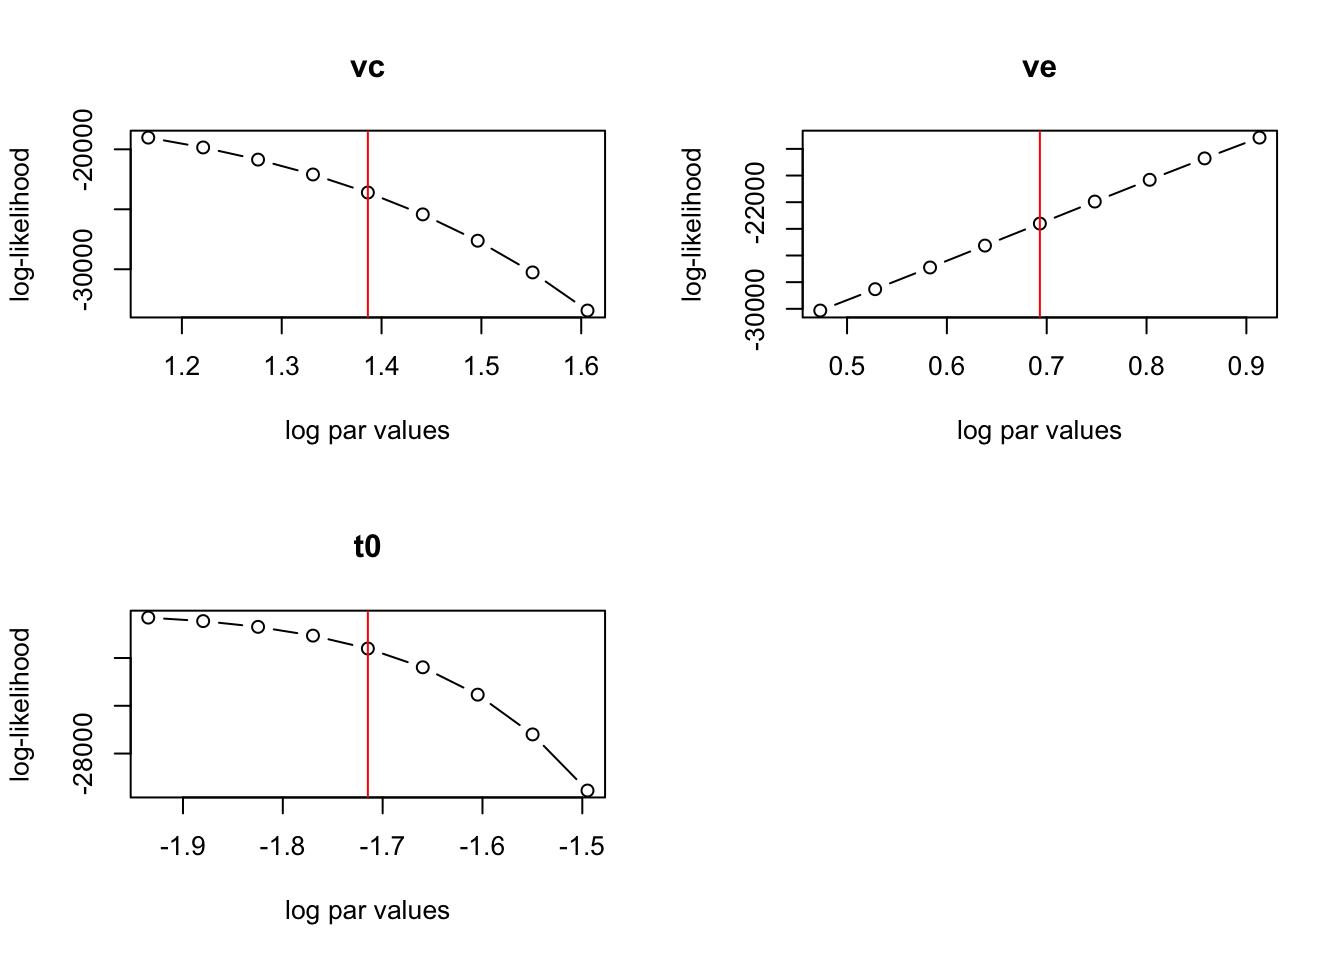 vc
log-likelihood
-20000
-30000
1.2 1.3 1.4 1.5 1.6
log par values
ve
log-likelihood
-22000
-30000
0.5 0.6 0.7 0.8 0.9
log par values
t0
log-likelihood
-28000
-1.9 -1.8 -1.7 -1.6 -1.5
log par values